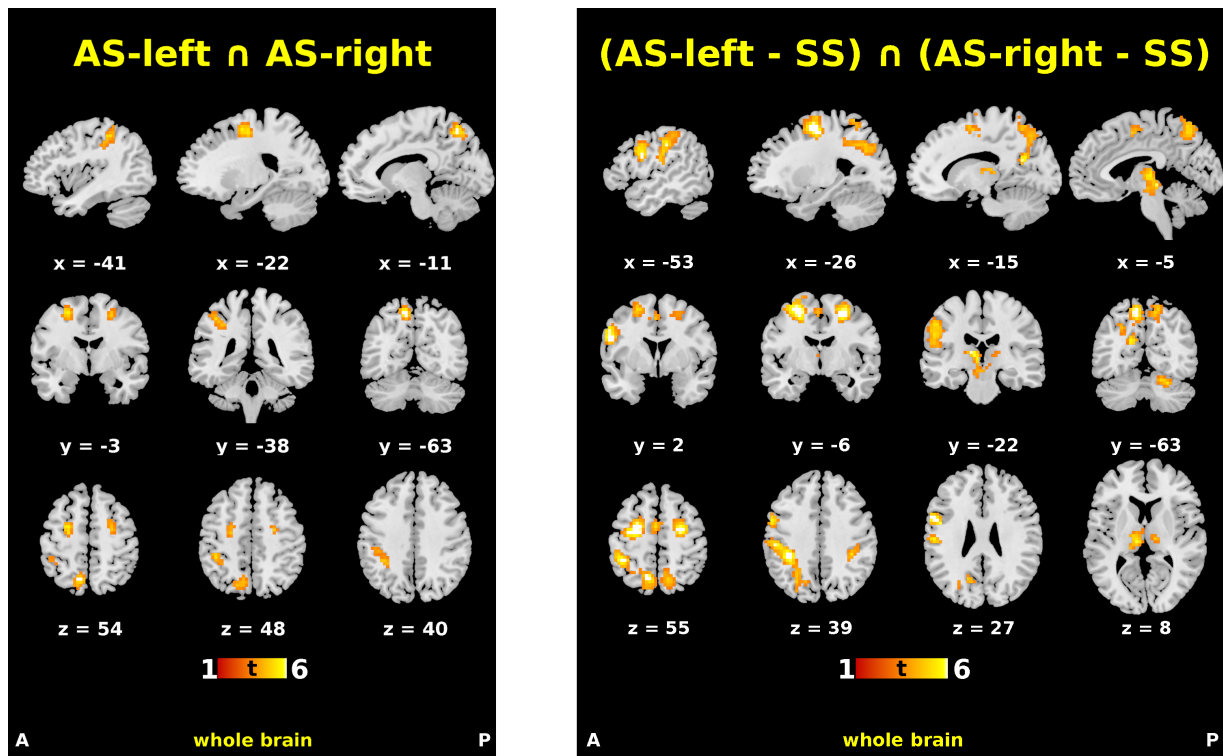 AS-left ∩ AS-right
x = -41 x = -22 x = -11
y = -3 y = -38 y = -63
z = 54 z = 48 z = 40
1 t 6
A whole brain P
(AS-left - SS) ∩ (AS-right - SS)
x = -53 x = -26 x = -15 x = -5
y = 2 y = -6 y = -22 y = -63
z = 55 z = 39 z = 27 z = 8
1 t 6
A whole brain P